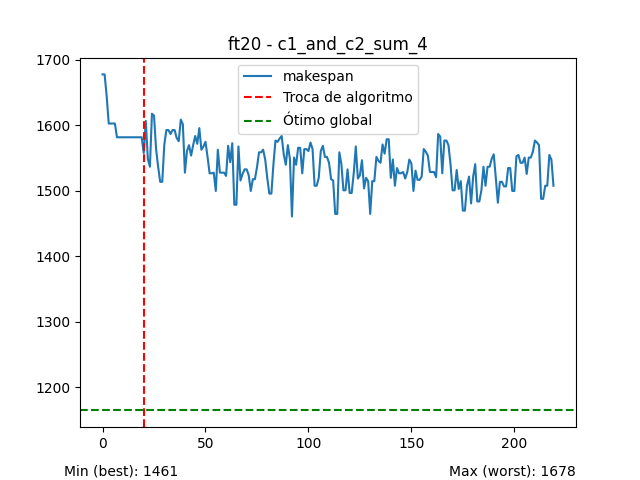 ft20 - c1_and_c2_sum_4
makespan
Troca de algoritmo
Ótimo global
1700
1600
1500
1400
1300
1200
0 50 100 150 200
Min (best): 1461 Max (worst): 1678